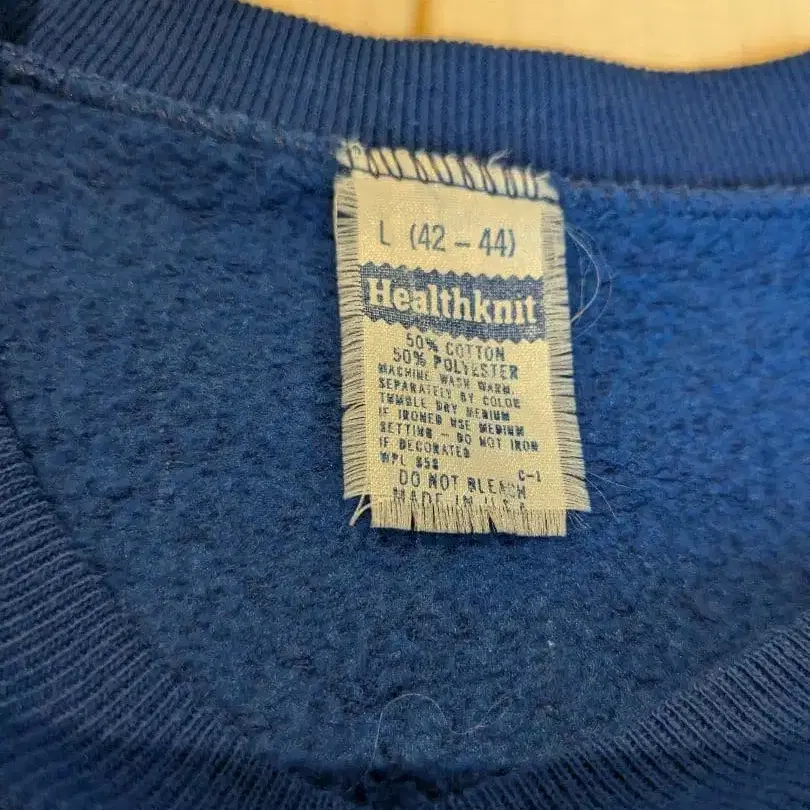 L (42 - 44)
Healthknit
50% COTTON
50% POLYESTER
MACHINE WASH WARM.
SEPARATELY BY COLOR
TUMBLE DRY MEDIUM
IF IRONED USE MEDIUM
SETTING - DO NOT IRON
IF DECORATED
WPL 858 C-1
DO NOT BLEACH
MADE IN U.S.A.